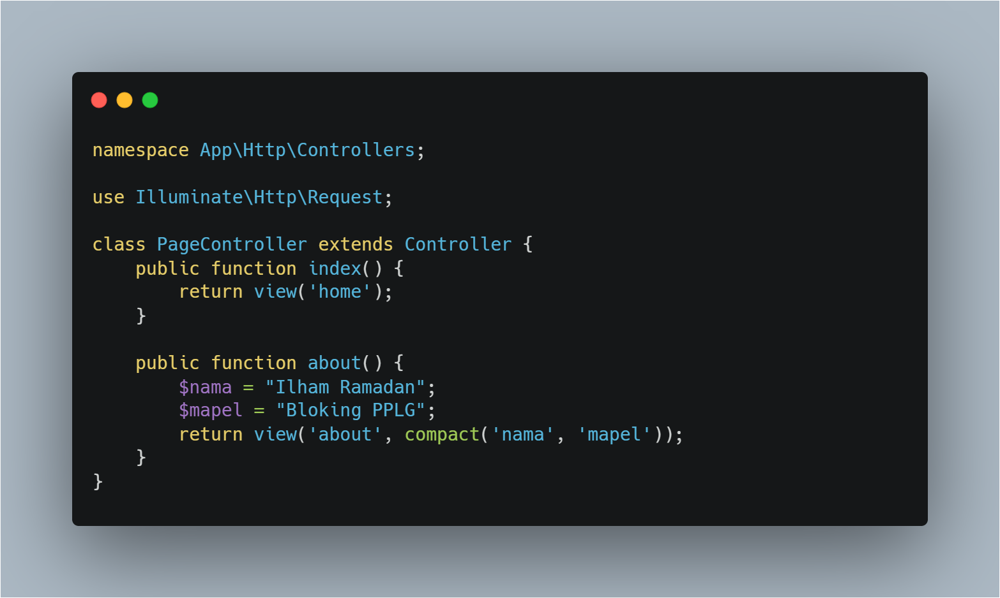 namespace App\Http\Controllers;

use Illuminate\Http\Request;

class PageController extends Controller {
    public function index() {
        return view('home');
    }

    public function about() {
        $nama = "Ilham Ramadan";
        $mapel = "Bloking PPLG";
        return view('about', compact('nama', 'mapel'));
    }
}